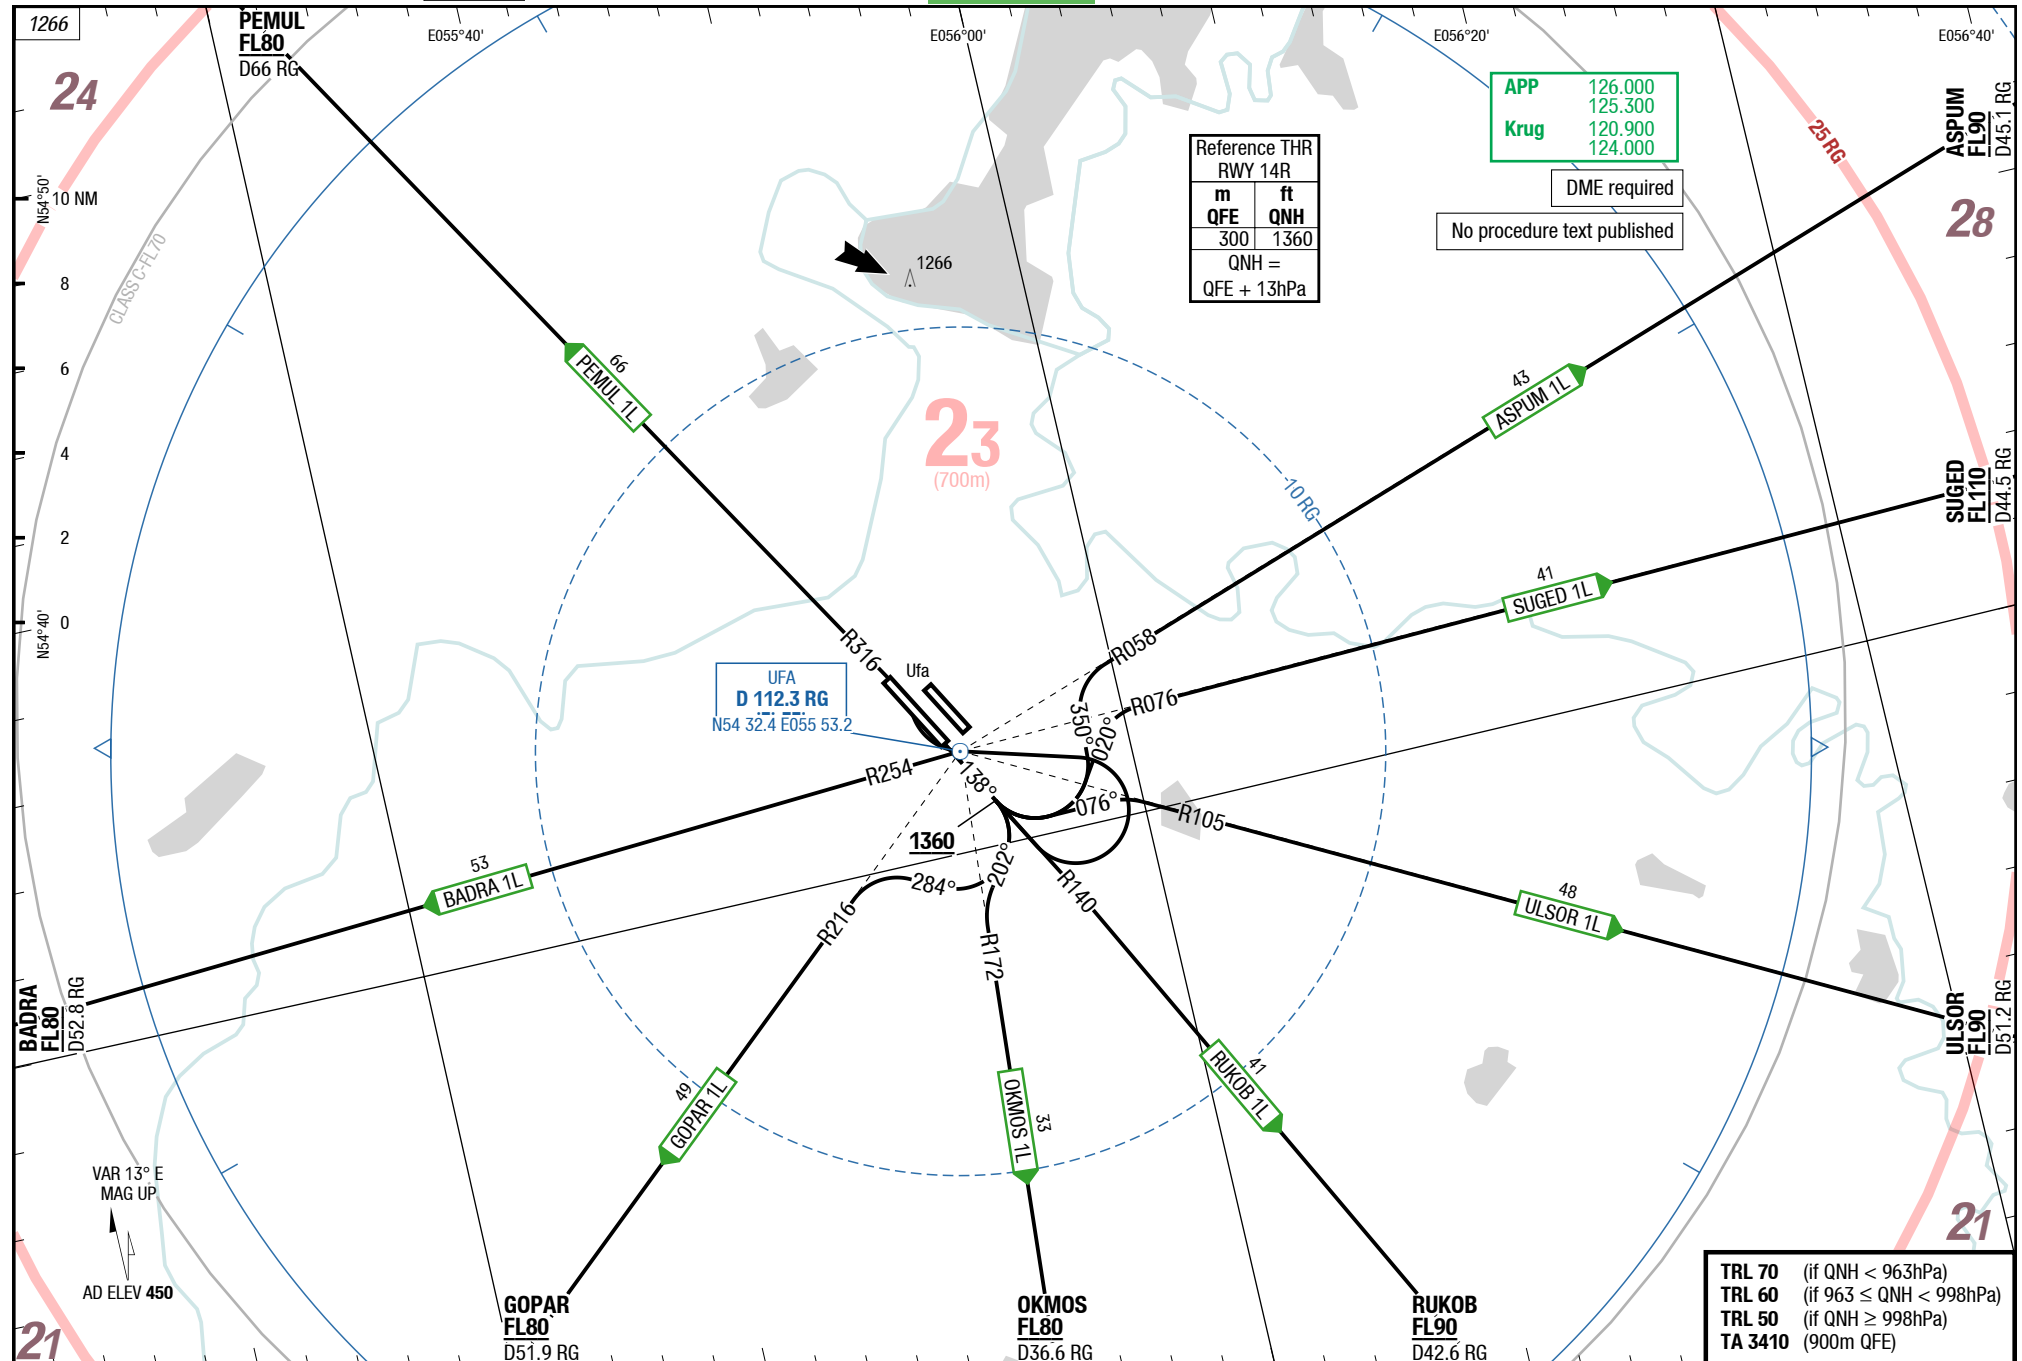 1266
PEMUL
FL80
D66 RG
E055°40'
E056°00'
E056°20'
E056°40'
24
APP 126.000
125.300
Krug 120.900
124.000
ASPUM
FL90
D45.1 RG
25 RG
Reference THR
RWY 14R
m ft
QFE QNH
300 1360
QNH =
QFE + 13hPa
DME required
No procedure text published
28
N54°50'
10 NM
8
6
4
2
0
N54°40'
CLASS C-FL70
1266
66
PEMUL 1L
23
(700m)
43
ASPUM 1L
10 RG
SUGED
FL110
D44.5 RG
41
SUGED 1L
R316
Ufa
R058
R076
UFA
D 112.3 RG
N54 32.4 E055 53.2
350°
020°
R254
138°
076°
R105
1360
202°
284°
R140
R216
R172
53
BADRA 1L
48
ULSOR 1L
BADRA
FL80
D52.8 RG
ULSOR
FL90
D51.2 RG
49
GOPAR 1L
33
OKMOS 1L
41
RUKOB 1L
VAR 13° E
MAG UP
AD ELEV 450
21
21
GOPAR
FL80
D51.9 RG
OKMOS
FL80
D36.6 RG
RUKOB
FL90
D42.6 RG
TRL 70 (if QNH < 963hPa)
TRL 60 (if 963 ≤ QNH < 998hPa)
TRL 50 (if QNH ≥ 998hPa)
TA 3410 (900m QFE)